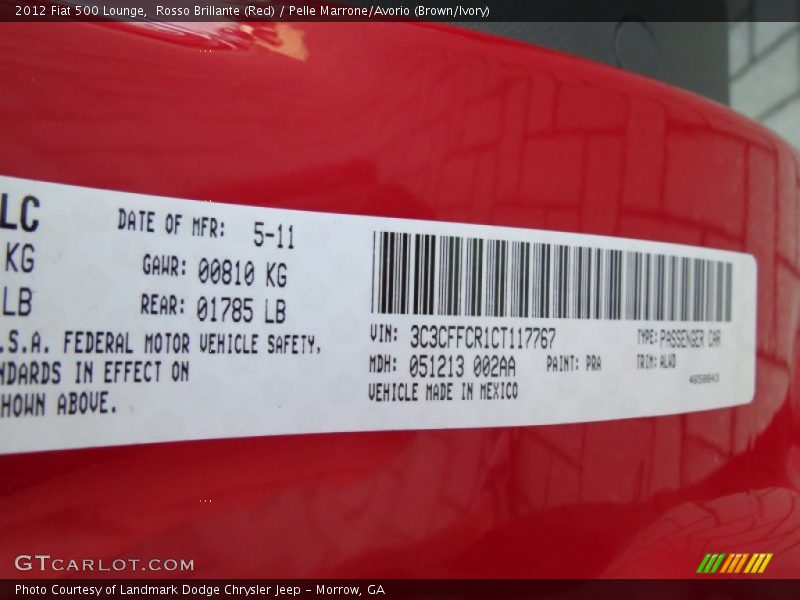 2012 Fiat 500 Lounge,  Rosso Brillante (Red) / Pelle Marrone/Avorio (Brown/Ivory)
LC
DATE OF MFR: 5-11
KG
GAWR: 00810 KG
LB
REAR: 01785 LB
.S.A. FEDERAL MOTOR VEHICLE SAFETY,
NDARDS IN EFFECT ON
HOWN ABOVE.
VIN: 3C3CFFCR1CT117767
TYPE: PASSENGER CAR
MDH: 051213 002AA
PAINT: PRA
TRIM:
VEHICLE MADE IN MEXICO
GTCARLOT.COM
Photo Courtesy of Landmark Dodge Chrysler Jeep – Morrow, GA